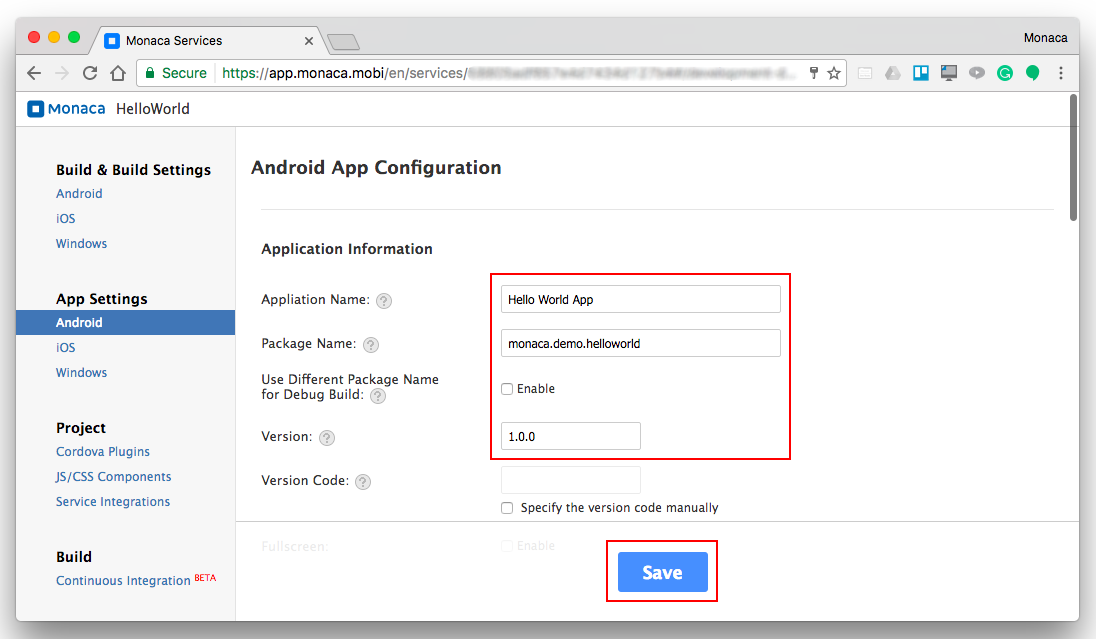 Monaca Services
Monaca
Secure
https://app.monaca.mobi/en/services/
Monaca HelloWorld
Build & Build Settings
Android
iOS
Windows
App Settings
Android
iOS
Windows
Project
Cordova Plugins
JS/CSS Components
Service Integrations
Build
Continuous Integration BETA
Android App Configuration
Application Information
Appliation Name: ?
Hello World App
Package Name: ?
monaca.demo.helloworld
Use Different Package Name
for Debug Build: ?
Enable
Version: ?
1.0.0
Version Code: ?
Specify the version code manually
Fullscreen:
Enable
Save